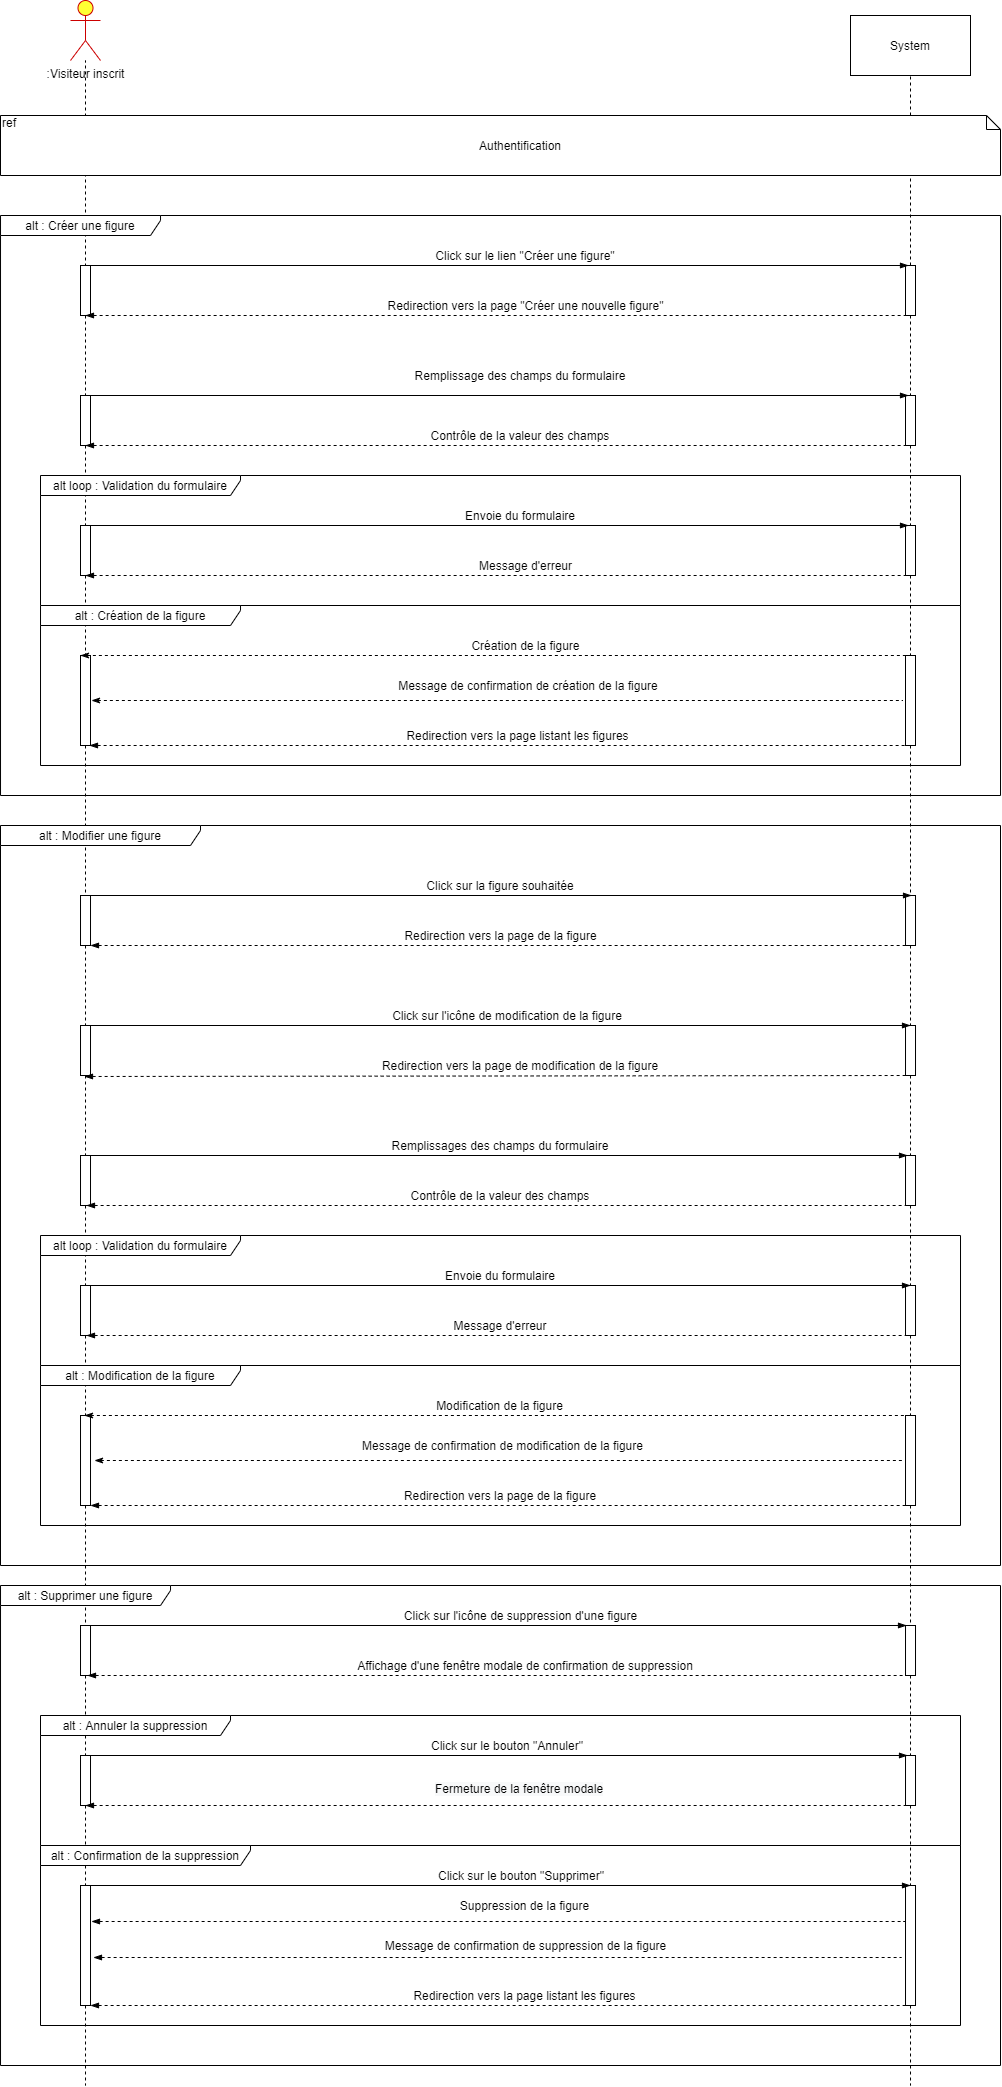 :Visiteur inscrit
System
ref
Authentification
alt : Créer une figure
Click sur le lien "Créer une figure"
Redirection vers la page "Créer une nouvelle figure"
Remplissage des champs du formulaire
Contrôle de la valeur des champs
alt loop : Validation du formulaire
Envoie du formulaire
Message d'erreur
alt : Création de la figure
Création de la figure
Message de confirmation de création de la figure
Redirection vers la page listant les figures
alt : Modifier une figure
Click sur la figure souhaitée
Redirection vers la page de la figure
Click sur l'icône de modification de la figure
Redirection vers la page de modification de la figure
Remplissages des champs du formulaire
Contrôle de la valeur des champs
alt loop : Validation du formulaire
Envoie du formulaire
Message d'erreur
alt : Modification de la figure
Modification de la figure
Message de confirmation de modification de la figure
Redirection vers la page de la figure
alt : Supprimer une figure
Click sur l'icône de suppression d'une figure
Affichage d'une fenêtre modale de confirmation de suppression
alt : Annuler la suppression
Click sur le bouton "Annuler"
Fermeture de la fenêtre modale
alt : Confirmation de la suppression
Click sur le bouton "Supprimer"
Suppression de la figure
Message de confirmation de suppression de la figure
Redirection vers la page listant les figures